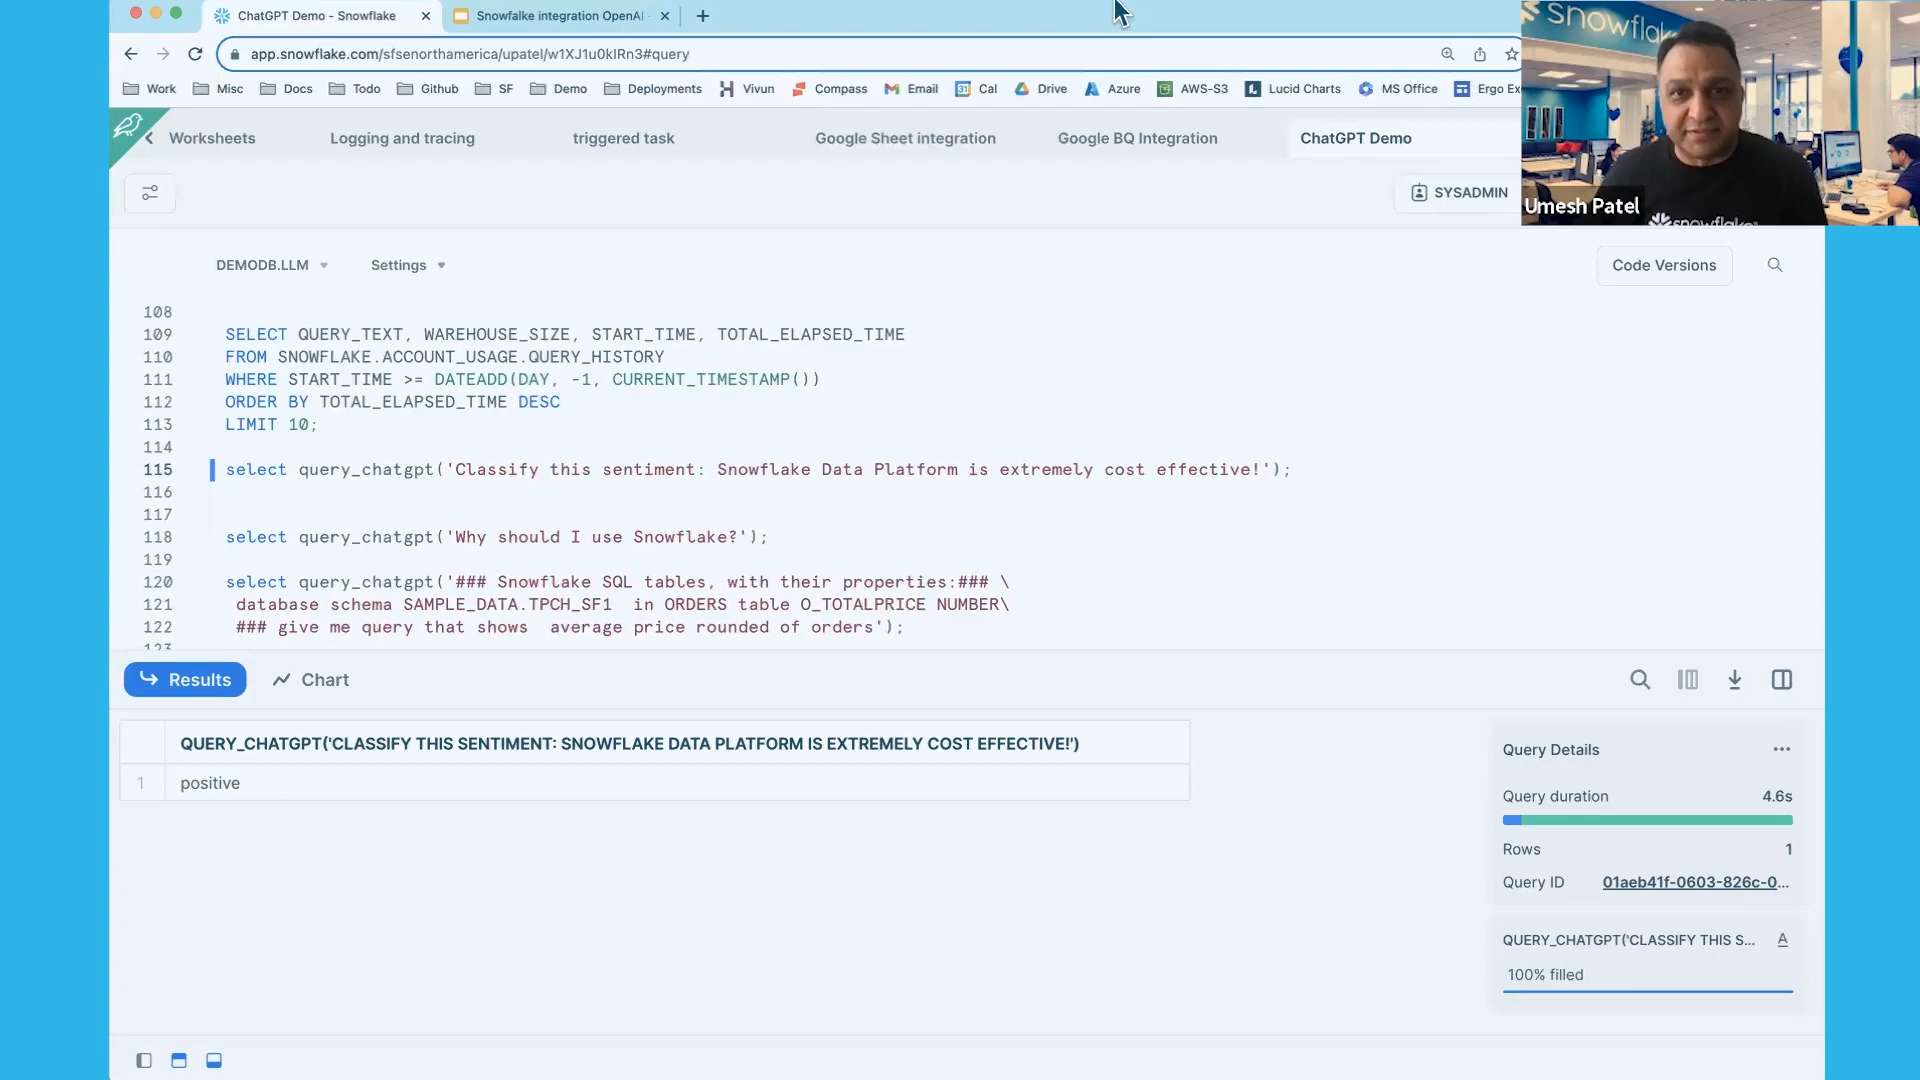 ChatGPT Demo - Snowflake
Snowfalke integration OpenAI
app.snowflake.com/sfsenorthamerica/upatel/w1XJ1u0kIRn3#query
Work Misc Docs Todo Github SF Demo Deployments Vivun Compass Email Cal Drive Azure AWS-S3 Lucid Charts MS Office Ergo Ex
Worksheets Logging and tracing triggered task Google Sheet integration Google BQ Integration ChatGPT Demo
SYSADMIN
snowflake
Umesh Patel
snowflake
DEMODB.LLM Settings Code Versions
108
109 SELECT QUERY_TEXT, WAREHOUSE_SIZE, START_TIME, TOTAL_ELAPSED_TIME
110 FROM SNOWFLAKE.ACCOUNT_USAGE.QUERY_HISTORY
111 WHERE START_TIME >= DATEADD(DAY, -1, CURRENT_TIMESTAMP())
112 ORDER BY TOTAL_ELAPSED_TIME DESC
113 LIMIT 10;
114
115 select query_chatgpt('Classify this sentiment: Snowflake Data Platform is extremely cost effective!');
116
117
118 select query_chatgpt('Why should I use Snowflake?');
119
120 select query_chatgpt('### Snowflake SQL tables, with their properties:### \
121 database schema SAMPLE_DATA.TPCH_SF1 in ORDERS table O_TOTALPRICE NUMBER\
122 ### give me query that shows average price rounded of orders');
123
Results Chart
QUERY_CHATGPT('CLASSIFY THIS SENTIMENT: SNOWFLAKE DATA PLATFORM IS EXTREMELY COST EFFECTIVE!')
1 positive
Query Details
Query duration 4.6s
Rows 1
Query ID 01aeb41f-0603-826c-0...
QUERY_CHATGPT('CLASSIFY THIS S... A
100% filled